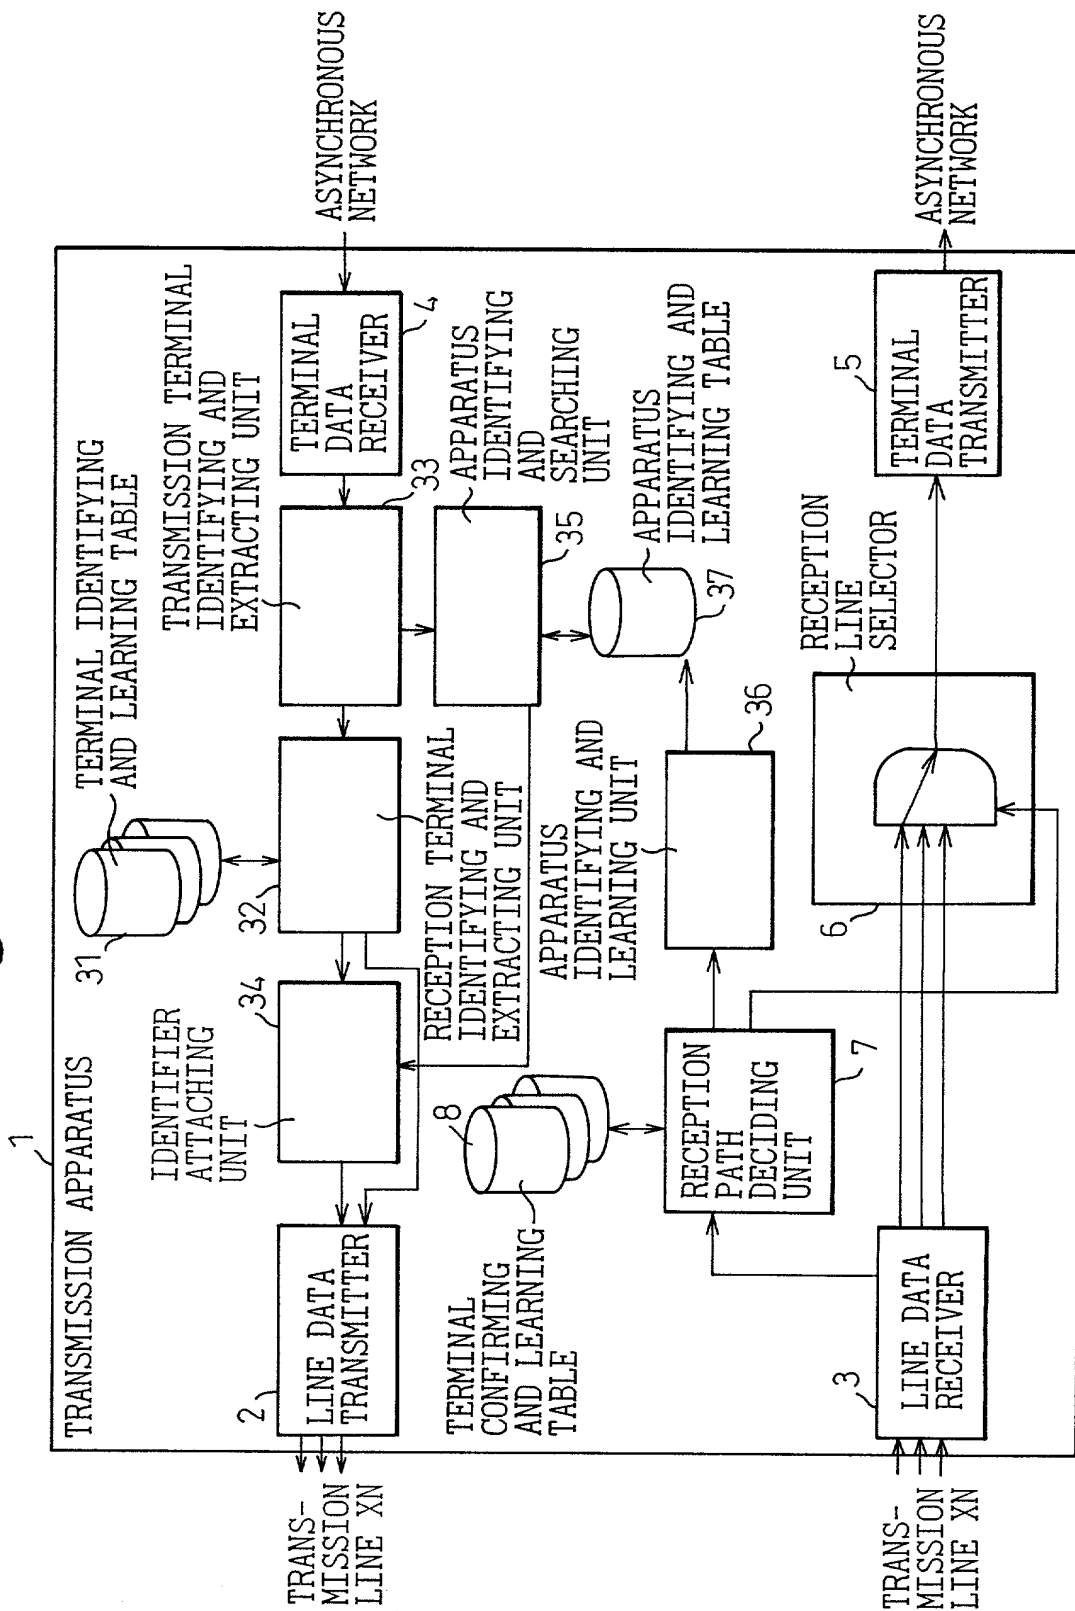 1
TRANSMISSION APPARATUS
TRANS-
MISSION
LINE XN
2
LINE DATA
TRANSMITTER
IDENTIFIER
ATTACHING
UNIT
34
31
TERMINAL IDENTIFYING
AND LEARNING TABLE
32
RECEPTION TERMINAL
IDENTIFYING AND
EXTRACTING UNIT
TRANSMISSION TERMINAL
IDENTIFYING AND
EXTRACTING UNIT
33
TERMINAL
DATA
RECEIVER
4
ASYNCHRONOUS
NETWORK
APPARATUS
IDENTIFYING
AND
SEARCHING
UNIT
35
APPARATUS
IDENTIFYING AND
LEARNING TABLE
37
TERMINAL
CONFIRMING
AND LEARNING
TABLE
8
RECEPTION
PATH
DECIDING
UNIT
7
APPARATUS
IDENTIFYING AND
LEARNING UNIT
36
TRANS-
MISSION
LINE XN
3
LINE DATA
RECEIVER
6
RECEPTION
LINE
SELECTOR
5
TERMINAL
DATA
TRANSMITTER
ASYNCHRONOUS
NETWORK